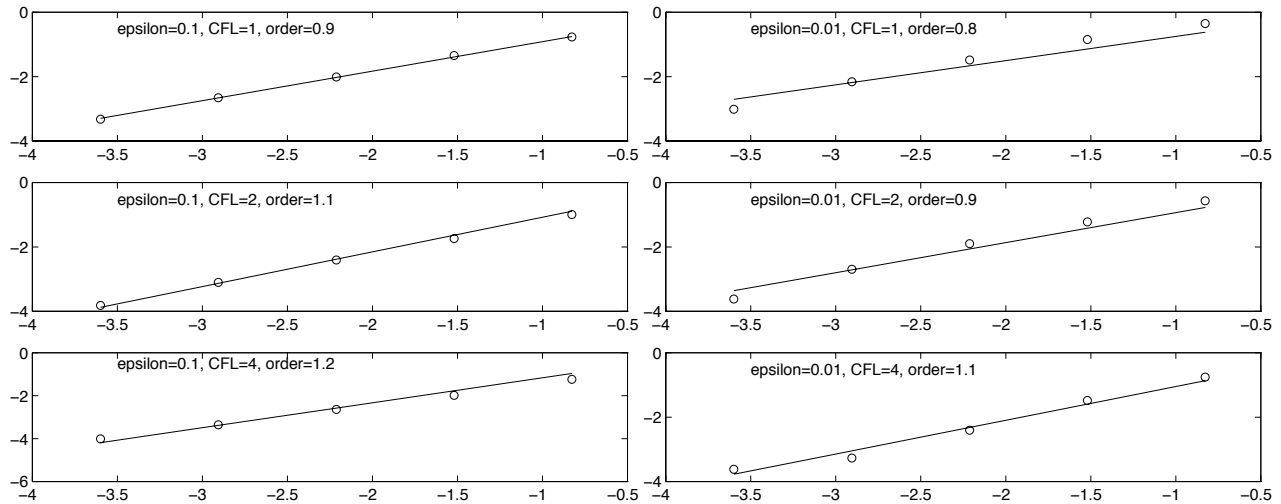 epsilon=0.1, CFL=1, order=0.9
0
−2
−4
−4 −3.5 −3 −2.5 −2 −1.5 −1 −0.5
epsilon=0.01, CFL=1, order=0.8
0
−2
−4
−4 −3.5 −3 −2.5 −2 −1.5 −1 −0.5
epsilon=0.1, CFL=2, order=1.1
0
−2
−4
−4 −3.5 −3 −2.5 −2 −1.5 −1 −0.5
epsilon=0.01, CFL=2, order=0.9
0
−2
−4
−4 −3.5 −3 −2.5 −2 −1.5 −1 −0.5
epsilon=0.1, CFL=4, order=1.2
0
−2
−4
−6
−4 −3.5 −3 −2.5 −2 −1.5 −1 −0.5
epsilon=0.01, CFL=4, order=1.1
0
−2
−4
−4 −3.5 −3 −2.5 −2 −1.5 −1 −0.5